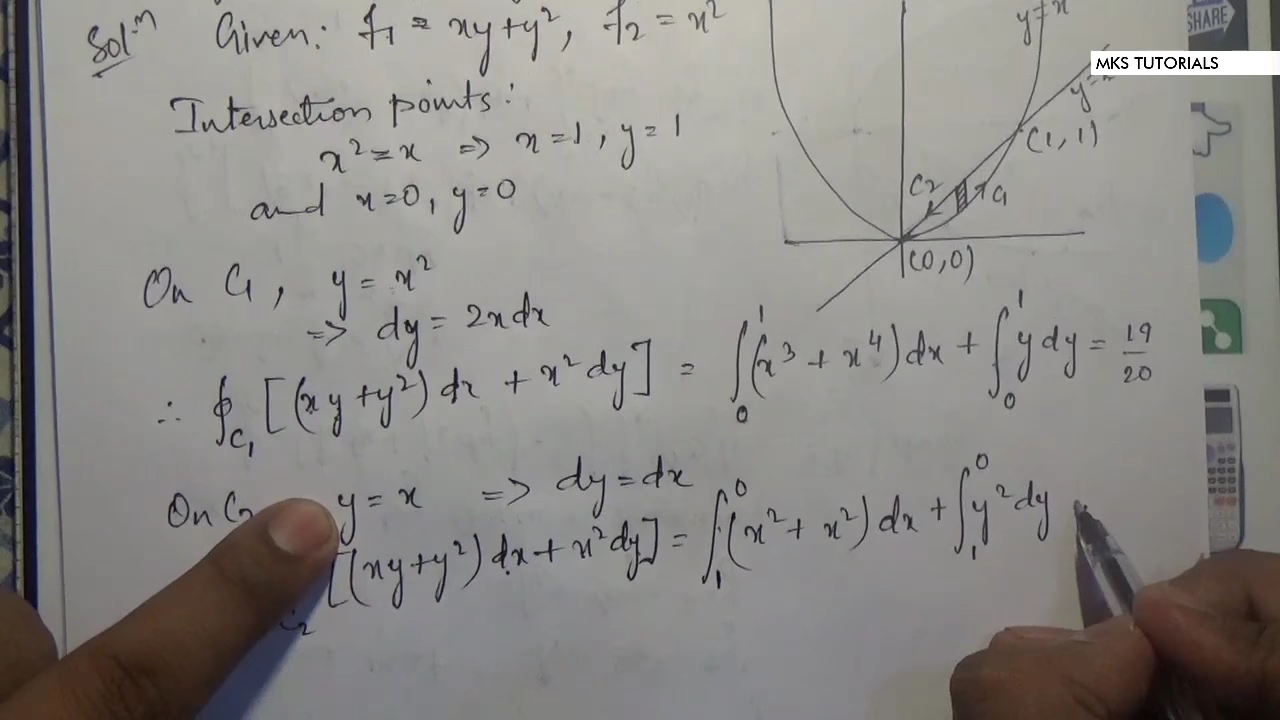 Sol:n Given: f₁ = xy+y², f₂ = x²
Intersection points:
x² = x ⇒ x=1, y=1
and x=0, y=0
On C₁, y = x²
⇒ dy = 2x dx
∴ ∮C₁ [(xy+y²) dx + x² dy] = ∫₀¹ (x³ + x⁴) dx + ∫₀¹ y dy = 19/20
On C₂ y = x ⇒ dy = dx
[(xy+y²) dx + x² dy] = ∫₁⁰ (x² + x²) dx + ∫₁⁰ y² dy
y = x
y =
(1,1)
C₂
C₁
(0,0)
MKS TUTORIALS
SHARE